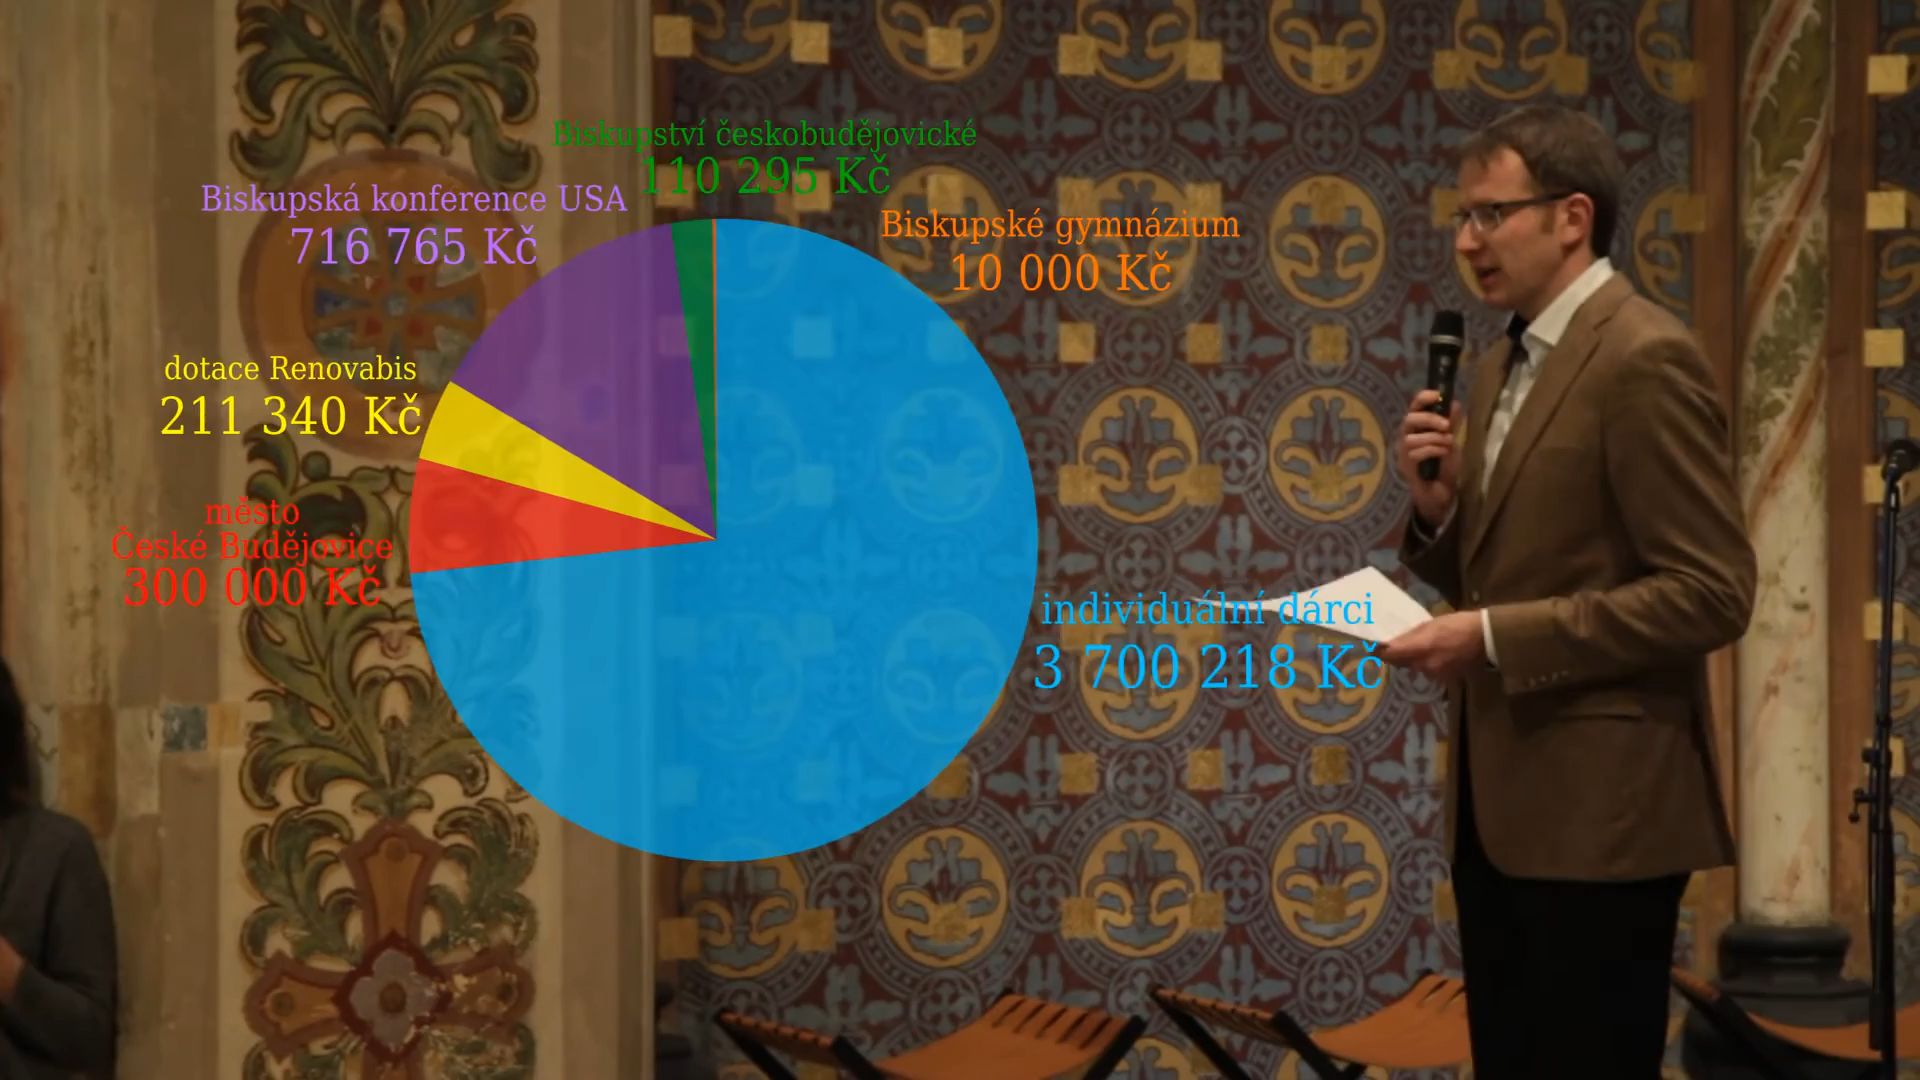 Biskupství českobudějovické
110 295 Kč
Biskupská konference USA
716 765 Kč
Biskupské gymnázium
10 000 Kč
dotace Renovabis
211 340 Kč
město
České Budějovice
300 000 Kč
individuální dárci
3 700 218 Kč